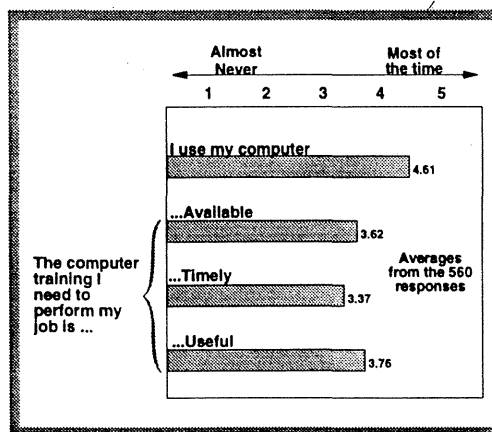 Almost Most of
Never the time
1 2 3 4 5
I use my computer
4.61
...Available
3.62
The computer
training I
need to
perform my
job is ...
Averages
from the 560
responses
...Timely
3.37
...Useful
3.76